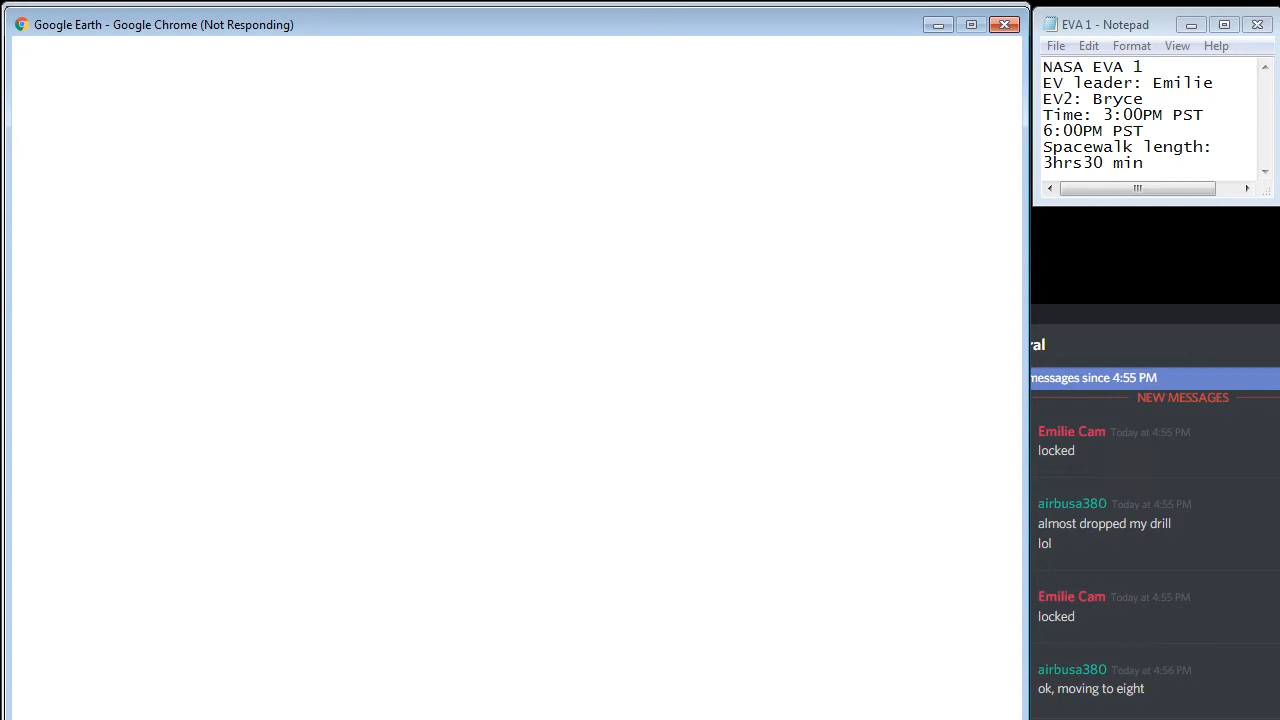 Google Earth - Google Chrome (Not Responding)
EVA 1 - Notepad
File Edit Format View Help
NASA EVA 1
EV leader: Emilie
EV2: Bryce
Time: 3:00PM PST
6:00PM PST
Spacewalk length:
3hrs30 min
ral
messages since 4:55 PM
NEW MESSAGES
Emilie Cam Today at 4:55 PM
locked
airbusa380 Today at 4:55 PM
almost dropped my drill
lol
Emilie Cam Today at 4:55 PM
locked
airbusa380 Today at 4:56 PM
ok, moving to eight